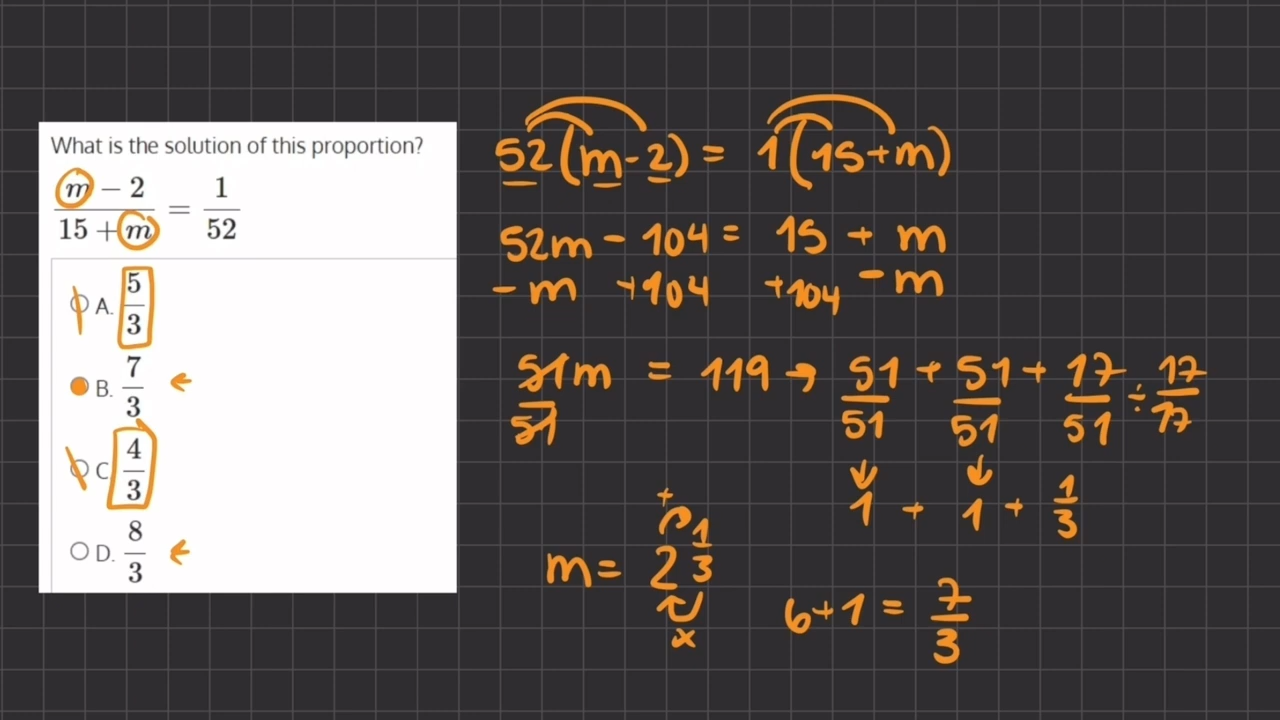 What is the solution of this proportion?
m − 2 / 15 + m = 1 / 52
A. 5/3
B. 7/3
C. 4/3
D. 8/3
52(m-2) = 1(15+m)
52m - 104 = 15 + m
- m +104 +104 - m
51m / 51 = 119 → 51/51 + 51/51 + 17/51 ÷ 17/17
1 + 1 + 1/3
+
m = 2 1/3
x
6+1 = 7/3